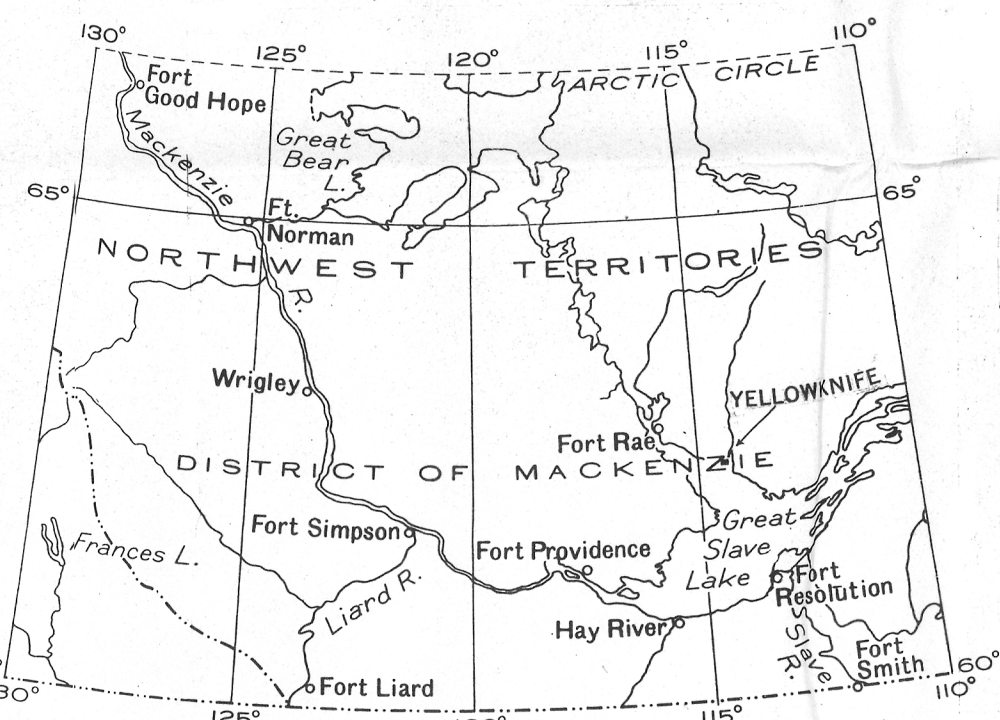 130°
125°
120°
115°
110°
ARCTIC CIRCLE
Fort
Good Hope
Mackenzie
Great
Bear
L.
65°
65°
Ft.
Norman
NORTHWEST TERRITORIES
R.
Wrigley
YELLOWKNIFE
Fort Rae
DISTRICT OF MACKENZIE
Fort Simpson
Great
Slave
Lake
Frances L.
Fort Providence
Liard R.
Fort
Resolution
Hay River
Slave
R.
Fort
Smith
Fort Liard
60°
30°
125°
115°
110°